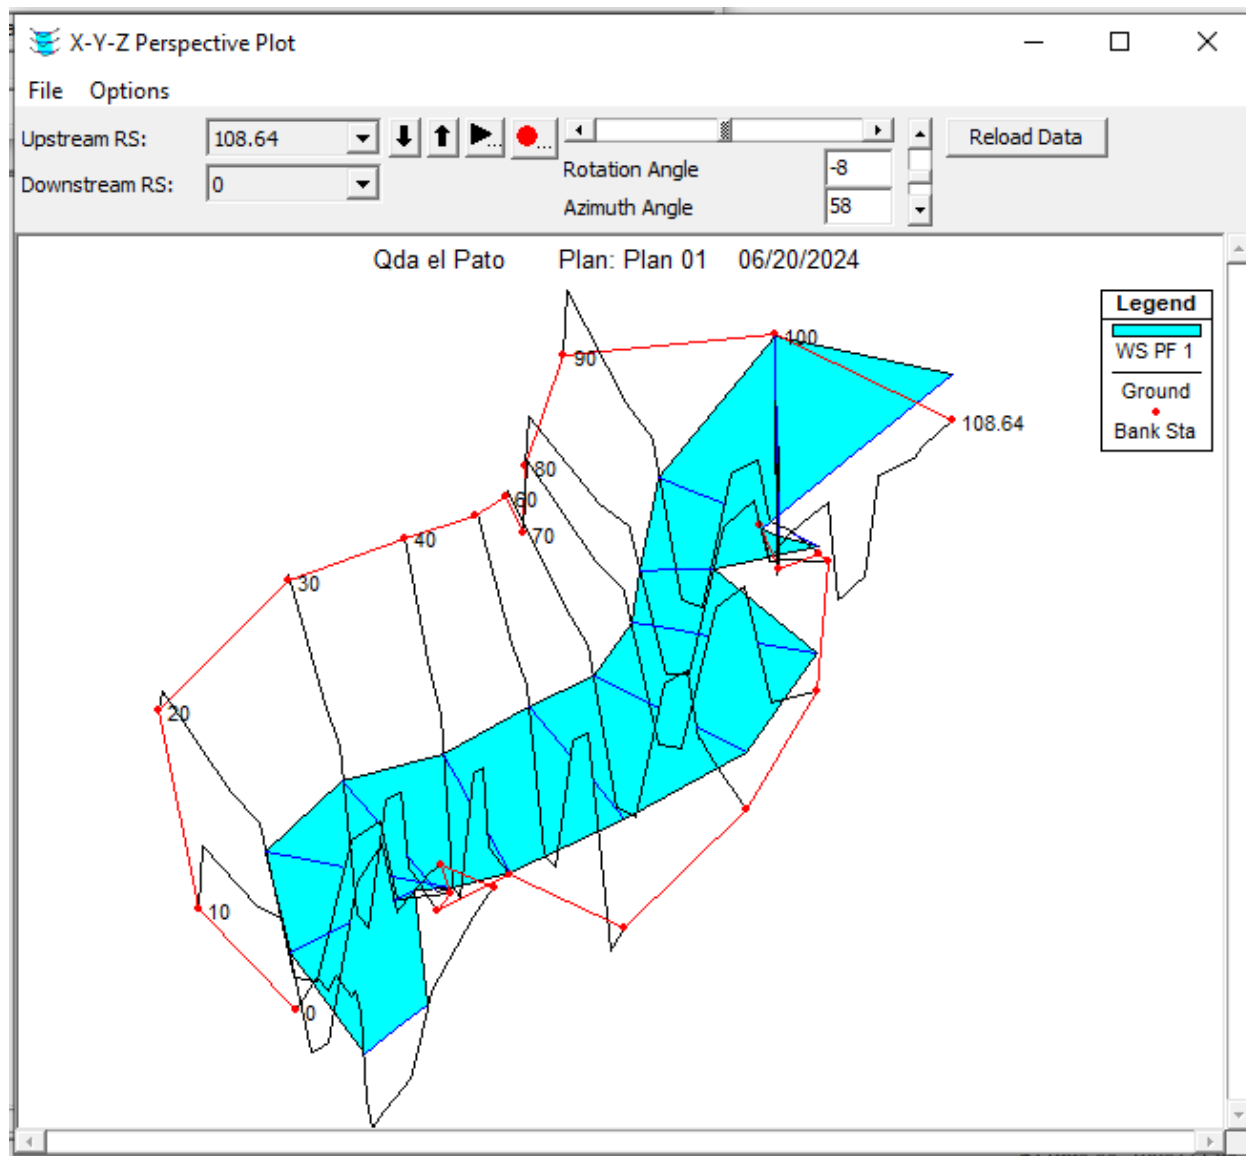 X-Y-Z Perspective Plot
File Options
Upstream RS: 108.64
... ...
Reload Data
Rotation Angle -8
Downstream RS: 0
Azimuth Angle 58
Qda el Pato Plan: Plan 01 06/20/2024
Legend
WS PF 1
Ground
Bank Sta
100
90
108.64
80
60
70
40
30
20
10
0